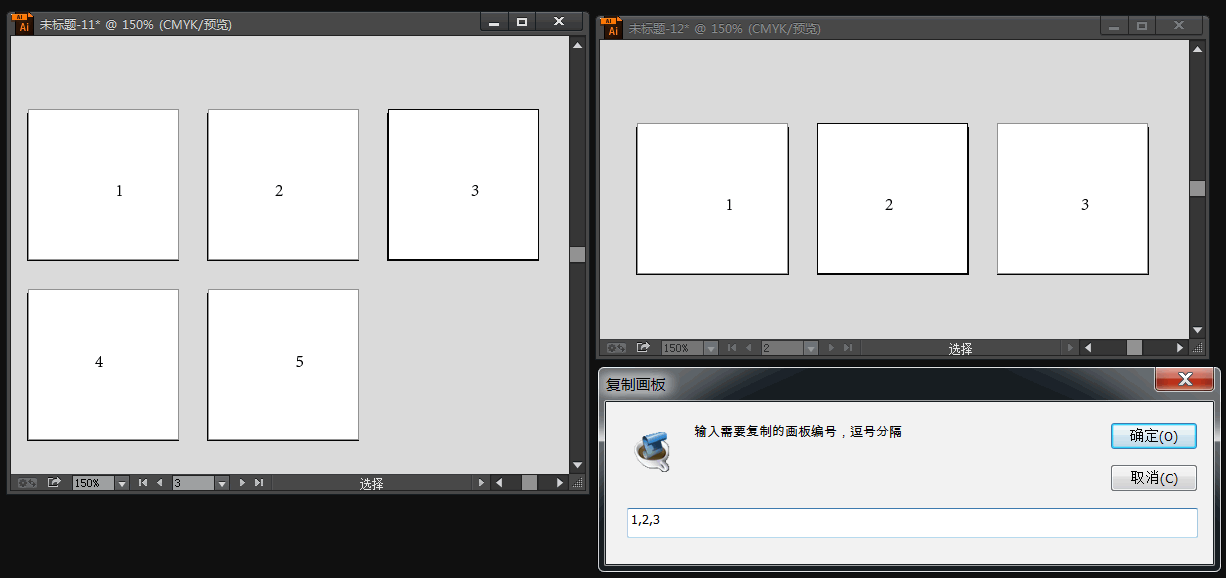 Ai
未标题-11* @ 150% (CMYK/预览)
1
2
3
4
5
150%
3
选择
Ai
未标题-12* @ 150% (CMYK/预览)
1
2
3
150%
2
选择
复制画板
输入需要复制的画板编号，逗号分隔
确定(O)
取消(C)
1,2,3